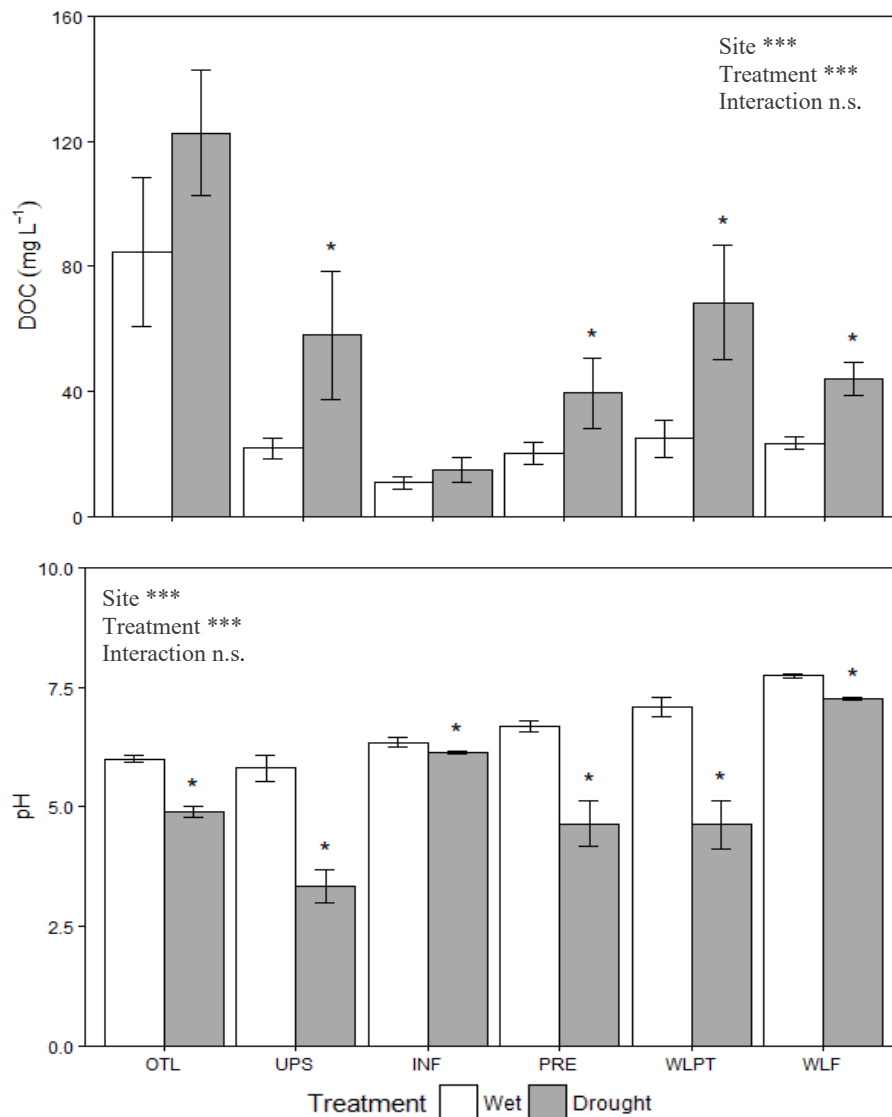 160
120
80
40
0
DOC (mg L⁻¹)
Site ***
Treatment ***
Interaction n.s.
*
*
*
*
10.0
7.5
5.0
2.5
0.0
pH
Site ***
Treatment ***
Interaction n.s.
*
*
*
*
*
*
OTL UPS INF PRE WLPT WLF
Treatment Wet Drought